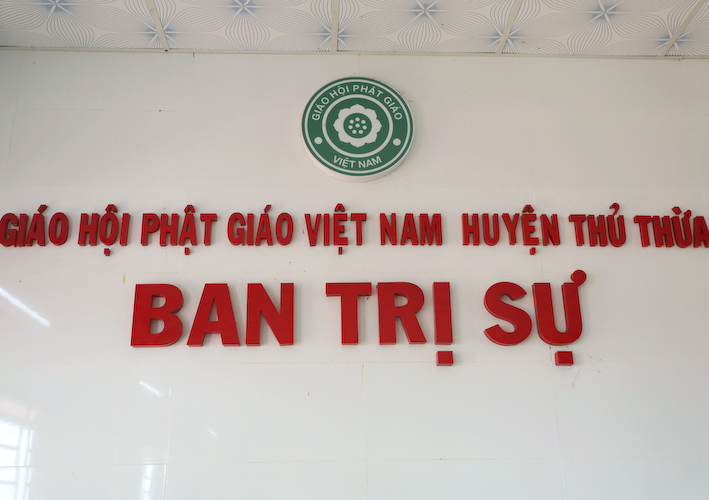 GIÁO HỘI PHẬT GIÁO
VIỆT NAM
GIÁO HỘI PHẬT GIÁO VIỆT NAM HUYỆN THỦ THỪA
BAN TRỊ SỰ